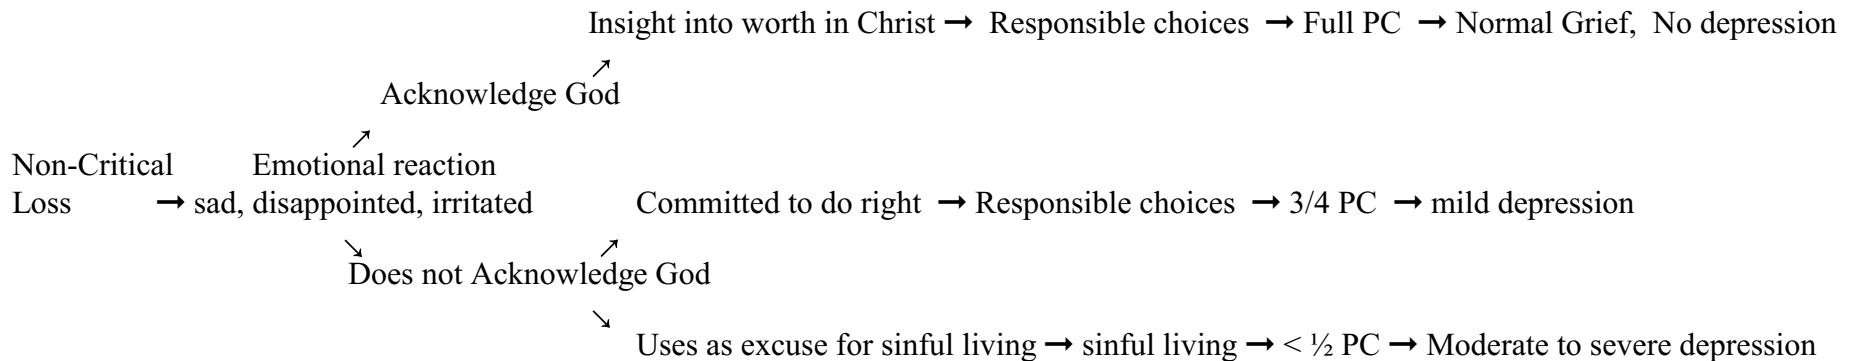 Insight into worth in Christ → Responsible choices → Full PC → Normal Grief, No depression
↗
Acknowledge God
↗
Non-Critical Emotional reaction
Loss → sad, disappointed, irritated Committed to do right → Responsible choices → 3/4 PC → mild depression
↘ ↗
Does not Acknowledge God
↘
Uses as excuse for sinful living → sinful living → < ½ PC → Moderate to severe depression